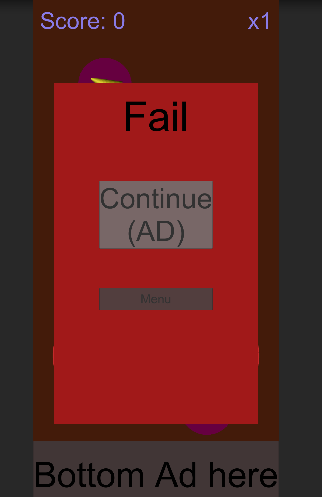 Score: 0 x1
Fail
Continue
(AD)
Menu
Bottom Ad here